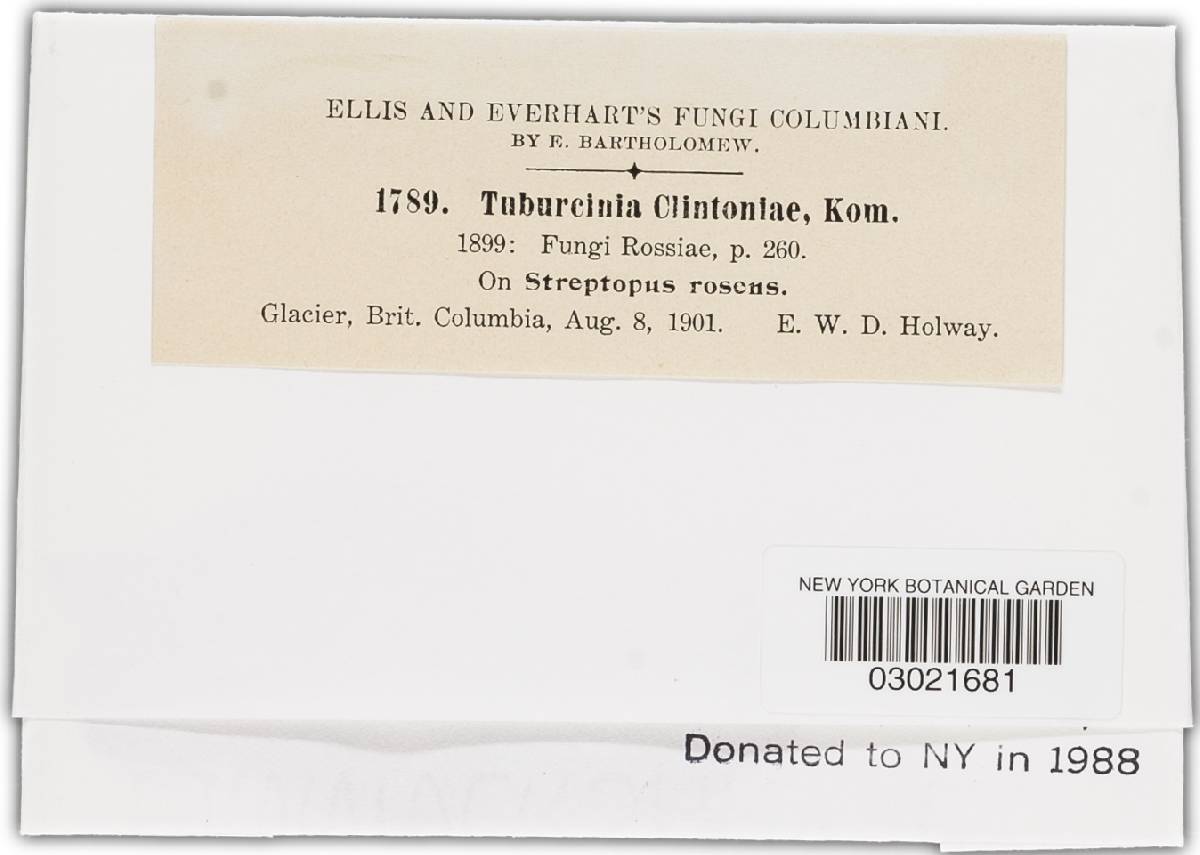 ELLIS AND EVERHART'S FUNGI COLUMBIANI.
BY E. BARTHOLOMEW.
1789. Tuburcinia Clintoniae, Kom.
1899: Fungi Rossiae, p. 260.
On Streptopus roseus.
Glacier, Brit. Columbia, Aug. 8, 1901. E. W. D. Holway.
NEW YORK BOTANICAL GARDEN
03021681
Donated to NY in 1988